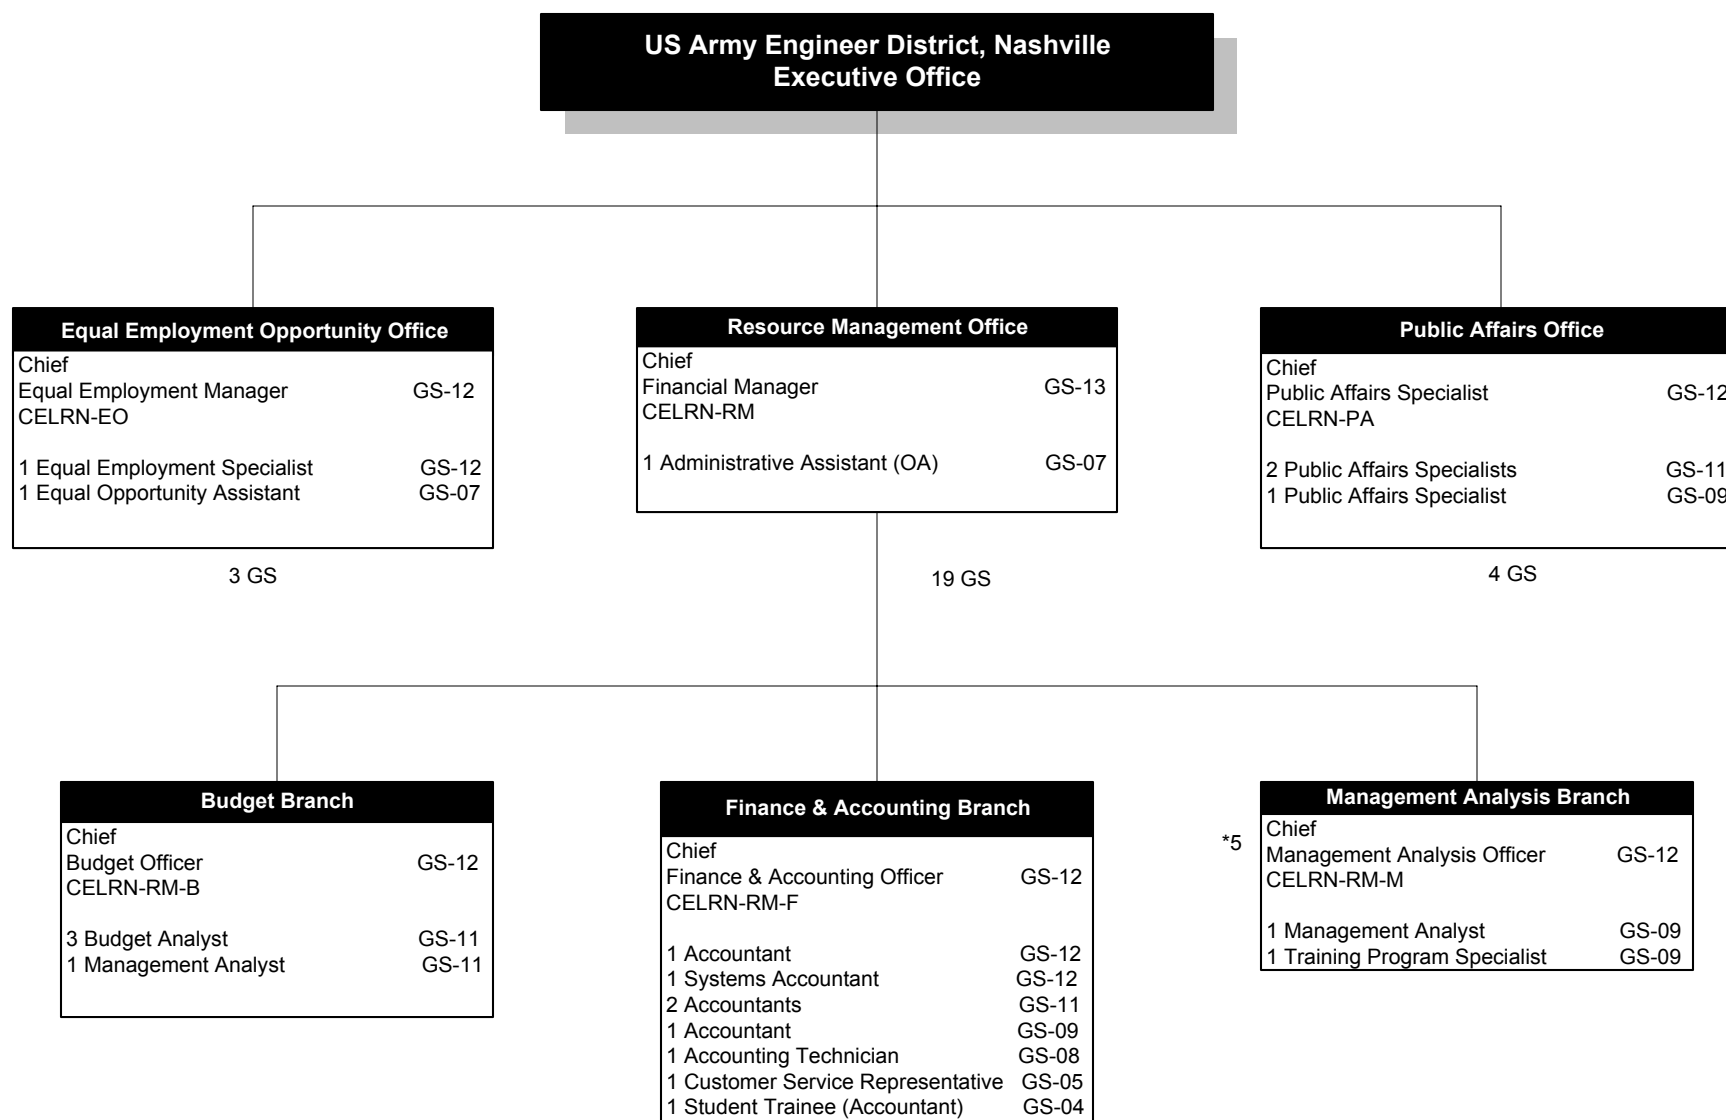 US Army Engineer District, Nashville
Executive Office
Equal Employment Opportunity Office
Chief
Equal Employment Manager GS-12
CELRN-EO
1 Equal Employment Specialist GS-12
1 Equal Opportunity Assistant GS-07
3 GS
Resource Management Office
Chief
Financial Manager GS-13
CELRN-RM
1 Administrative Assistant (OA) GS-07
19 GS
Public Affairs Office
Chief
Public Affairs Specialist GS-12
CELRN-PA
2 Public Affairs Specialists GS-11
1 Public Affairs Specialist GS-09
4 GS
Budget Branch
Chief
Budget Officer GS-12
CELRN-RM-B
3 Budget Analyst GS-11
1 Management Analyst GS-11
Finance & Accounting Branch
Chief
Finance & Accounting Officer GS-12
CELRN-RM-F
1 Accountant GS-12
1 Systems Accountant GS-12
2 Accountants GS-11
1 Accountant GS-09
1 Accounting Technician GS-08
1 Customer Service Representative GS-05
1 Student Trainee (Accountant) GS-04
*5
Management Analysis Branch
Chief
Management Analysis Officer GS-12
CELRN-RM-M
1 Management Analyst GS-09
1 Training Program Specialist GS-09